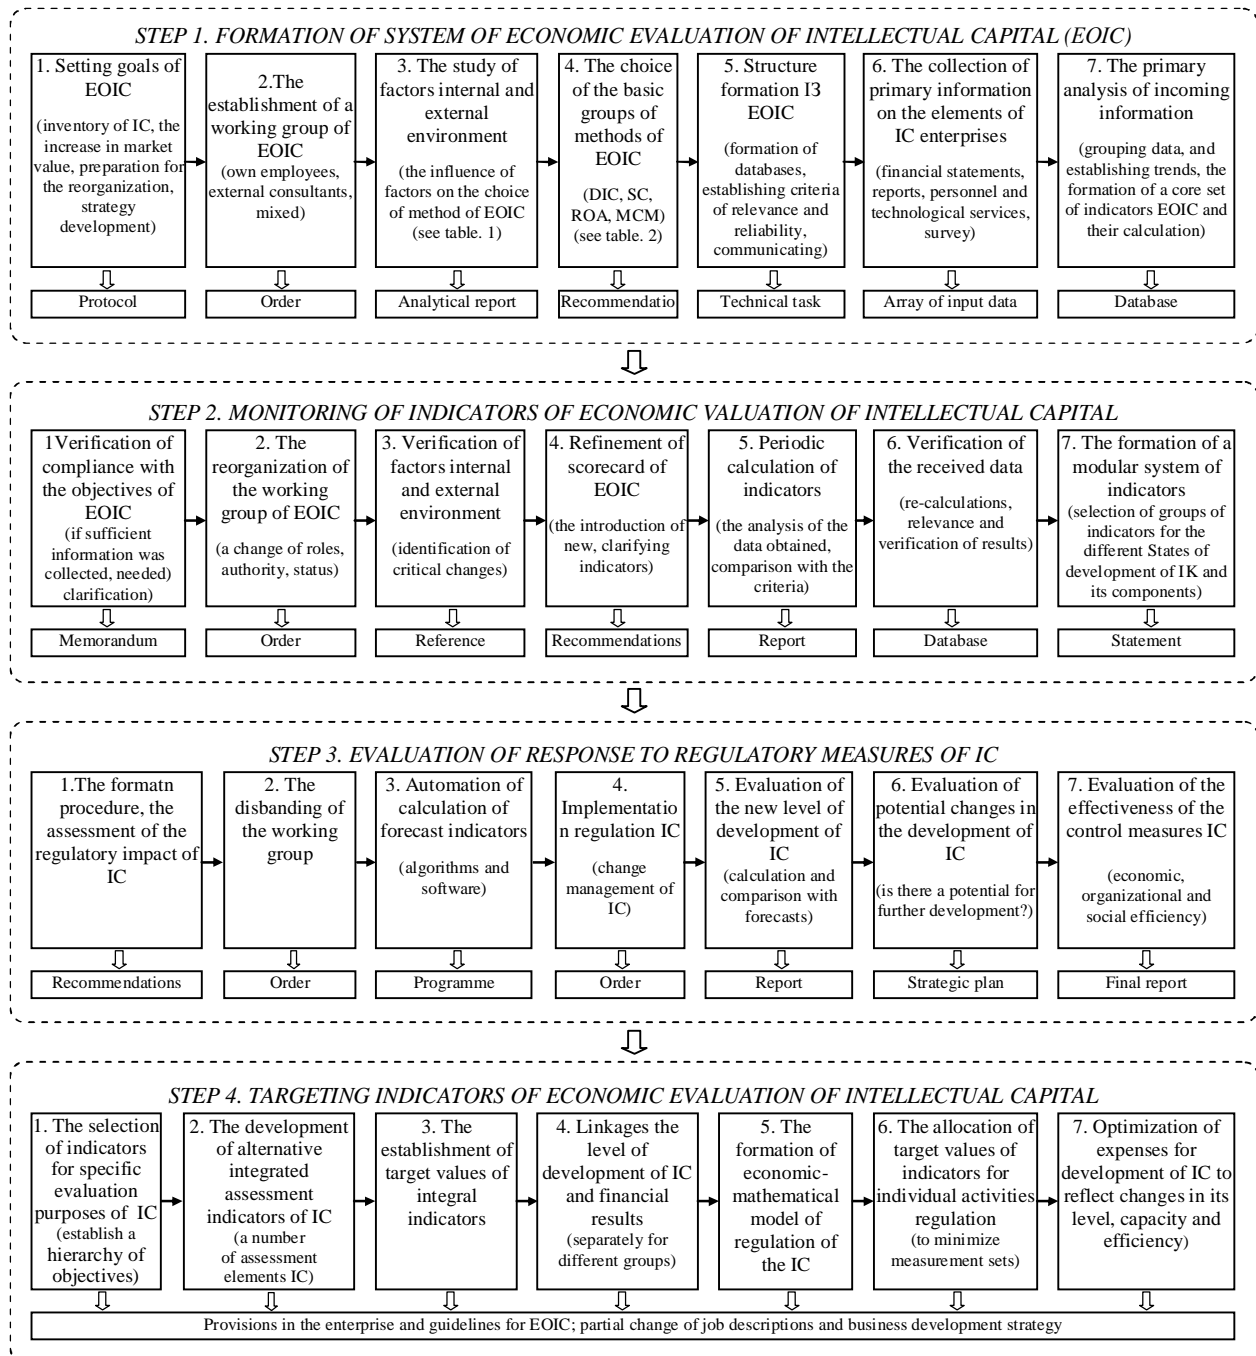 STEP 1. FORMATION OF SYSTEM OF ECONOMIC EVALUATION OF INTELLECTUAL CAPITAL (EOIC)
1. Setting goals of
EOIC
(inventory of IC, the
increase in market
value, preparation for
the reorganization,
strategy
development)
2.The
establishment of a
working group of
EOIC
(own employees,
external consultants,
mixed)
3. The study of
factors internal and
external
environment
(the influence of
factors on the choice
of method of EOIC
(see table. 1)
4. The choice
of the basic
groups of
methods of
EOIC
(DIC, SC,
ROA, MCM)
(see table. 2)
5. Structure
formation ІЗ
EOIC
(formation of
databases,
establishing criteria
of relevance and
reliability,
communicating)
6. The collection of
primary information
on the elements of
IC enterprises
(financial statements,
reports, personnel and
technological services,
survey)
7. The primary
analysis of incoming
information
(grouping data, and
establishing trends, the
formation of a core set
of indicators EOIC and
their calculation)
Protocol
Order
Analytical report
Recommendatio
Technical task
Array of input data
Database
STEP 2. MONITORING OF INDICATORS OF ECONOMIC VALUATION OF INTELLECTUAL CAPITAL
1Verification of
compliance with
the objectives of
EOIC
(if sufficient
information was
collected, needed)
clarification)
2. The
reorganization of
the working
group of EOIC
(a change of roles,
authority, status)
3. Verification of
factors internal
and external
environment
(identification of
critical changes)
4. Refinement of
scorecard of
EOIC
(the introduction of
new, clarifying
indicators)
5. Periodic
calculation of
indicators
(the analysis of the
data obtained,
comparison with the
criteria)
6. Verification of
the received data
(re-calculations,
relevance and
verification of results)
7. The formation of a
modular system of
indicators
(selection of groups of
indicators for the
different States of
development of IK and
its components)
Memorandum
Order
Reference
Recommendations
Report
Database
Statement
STEP 3. EVALUATION OF RESPONSE TO REGULATORY MEASURES OF IC
1.The formatn
procedure, the
assessment of the
regulatory impact of
IC
2. The
disbanding of
the working
group
3. Automation of
calculation of
forecast indicators
(algorithms and
software)
4.
Implementatio
n regulation IC
(change
management of
IC)
5. Evaluation of
the new level of
development of
IC
(calculation and
comparison with
forecasts)
6. Evaluation of
potential changes in
the development of
IC
(is there a potential for
further development?)
7. Evaluation of the
effectiveness of the
control measures IC
(economic,
organizational and
social efficiency)
Recommendations
Order
Programme
Order
Report
Strategic plan
Final report
STEP 4. TARGETING INDICATORS OF ECONOMIC EVALUATION OF INTELLECTUAL CAPITAL
1. The selection
of indicators
for specific
evaluation
purposes of IC
(establish a
hierarchy of
objectives)
2. The development
of alternative
integrated
assessment
indicators of IC
(a number
of assessment
elements IC)
3. The
establishment of
target values of
integral
indicators
4. Linkages the
level of
development of IC
and financial
results
(separately for
different groups)
5. The
formation of
economic-
mathematical
model of
regulation of
the IC
6. The allocation of
target values of
indicators for
individual activities
regulation
(to minimize
measurement sets)
7. Optimization of
expenses for
development of IC to
reflect changes in its
level, capacity and
efficiency)
Provisions in the enterprise and guidelines for EOIC; partial change of job descriptions and business development strategy